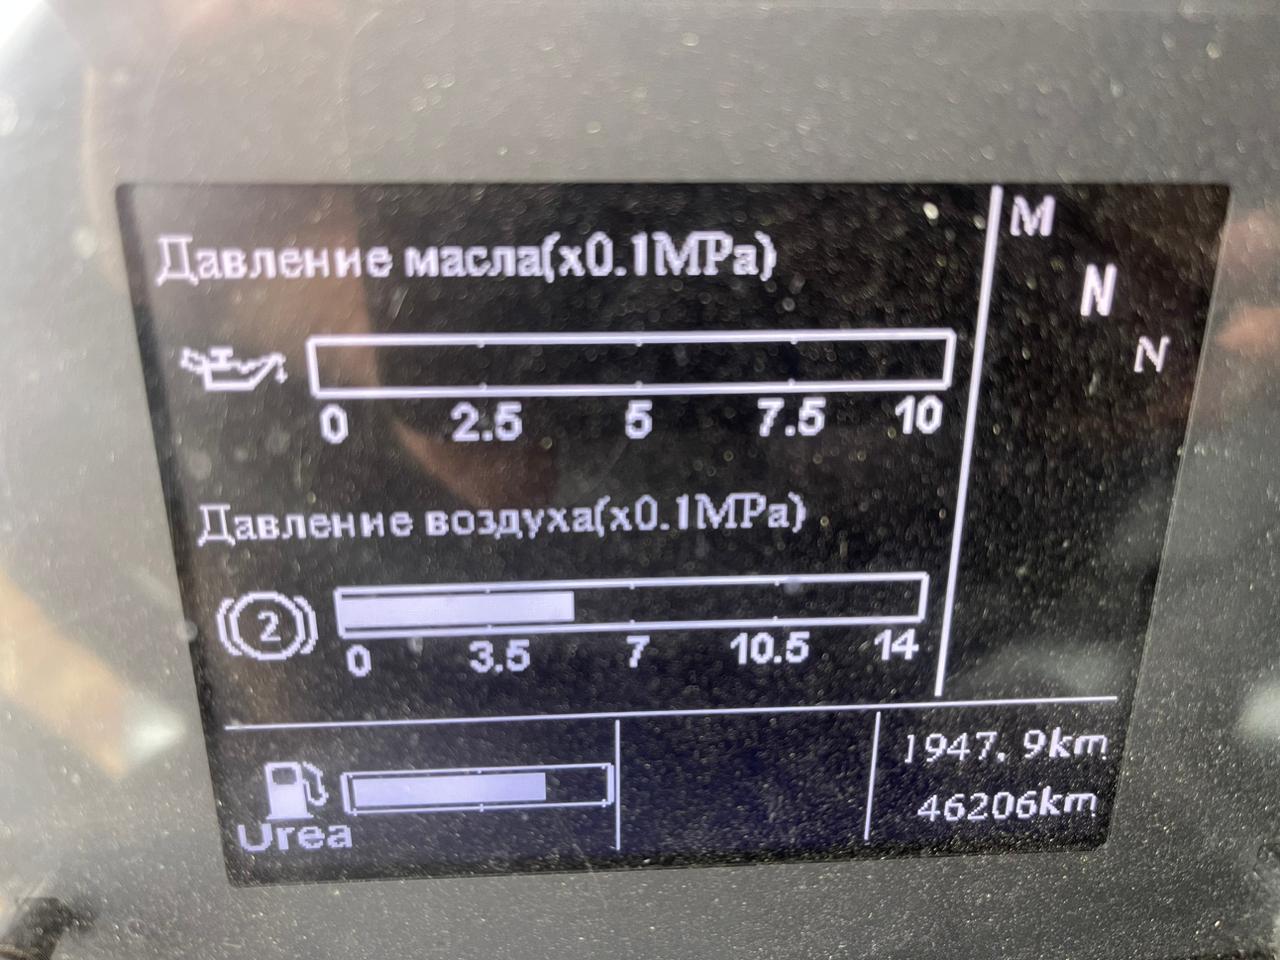 Давление масла(x0.1MPa)
0 2.5 5 7.5 10
Давление воздуха(x0.1MPa)
2
0 3.5 7 10.5 14
M
N
N
Urea
1947.9km
46206km